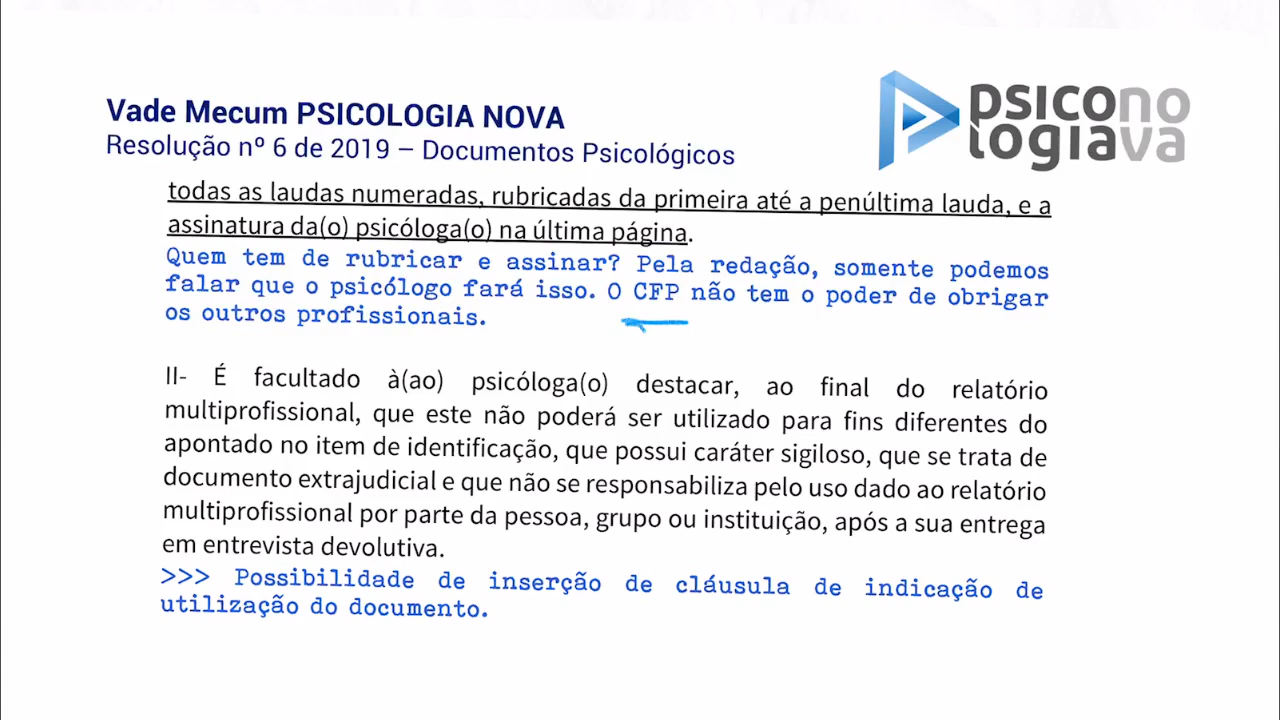 Vade Mecum PSICOLOGIA NOVA
Resolução nº 6 de 2019 – Documentos Psicológicos
PSICONO
logiava
todas as laudas numeradas, rubricadas da primeira até a penúltima lauda, e a
assinatura da(o) psicóloga(o) na última página.
Quem tem de rubricar e assinar? Pela redação, somente podemos
falar que o psicólogo fará isso. O CFP não tem o poder de obrigar
os outros profissionais.
II- É facultado à(ao) psicóloga(o) destacar, ao final do relatório
multiprofissional, que este não poderá ser utilizado para fins diferentes do
apontado no item de identificação, que possui caráter sigiloso, que se trata de
documento extrajudicial e que não se responsabiliza pelo uso dado ao relatório
multiprofissional por parte da pessoa, grupo ou instituição, após a sua entrega
em entrevista devolutiva.
>>> Possibilidade de inserção de cláusula de indicação de
utilização do documento.